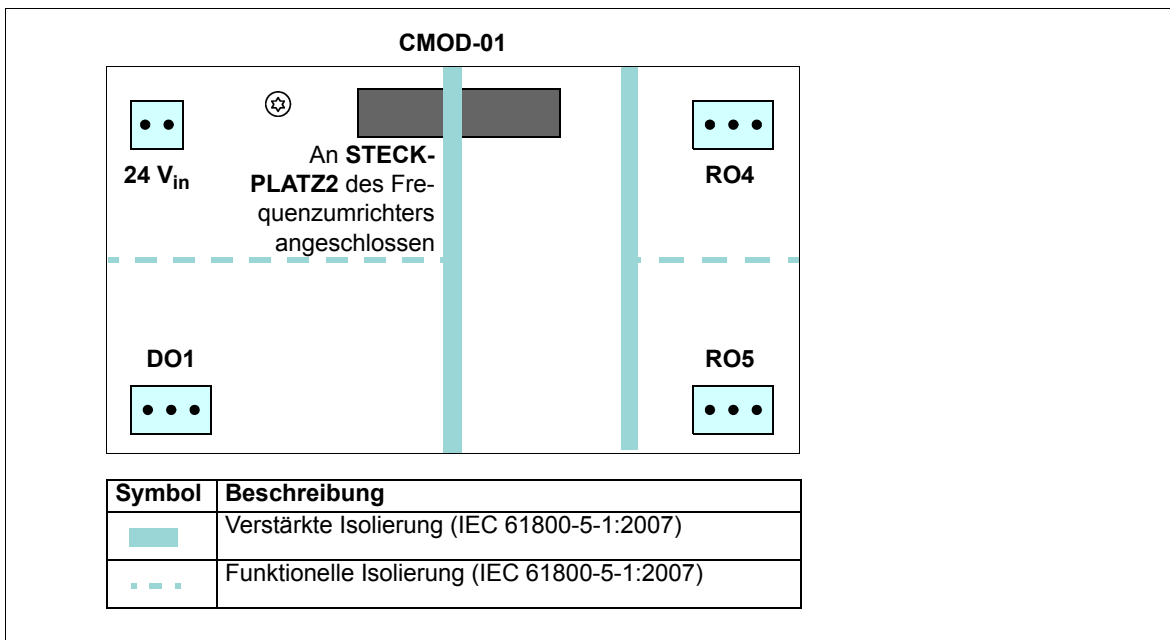 CMOD-01
24 Vin
An STECK-
PLATZ2 des Fre-
quenzumrichters
angeschlossen
RO4
DO1
RO5
Symbol Beschreibung
Verstärkte Isolierung (IEC 61800-5-1:2007)
Funktionelle Isolierung (IEC 61800-5-1:2007)